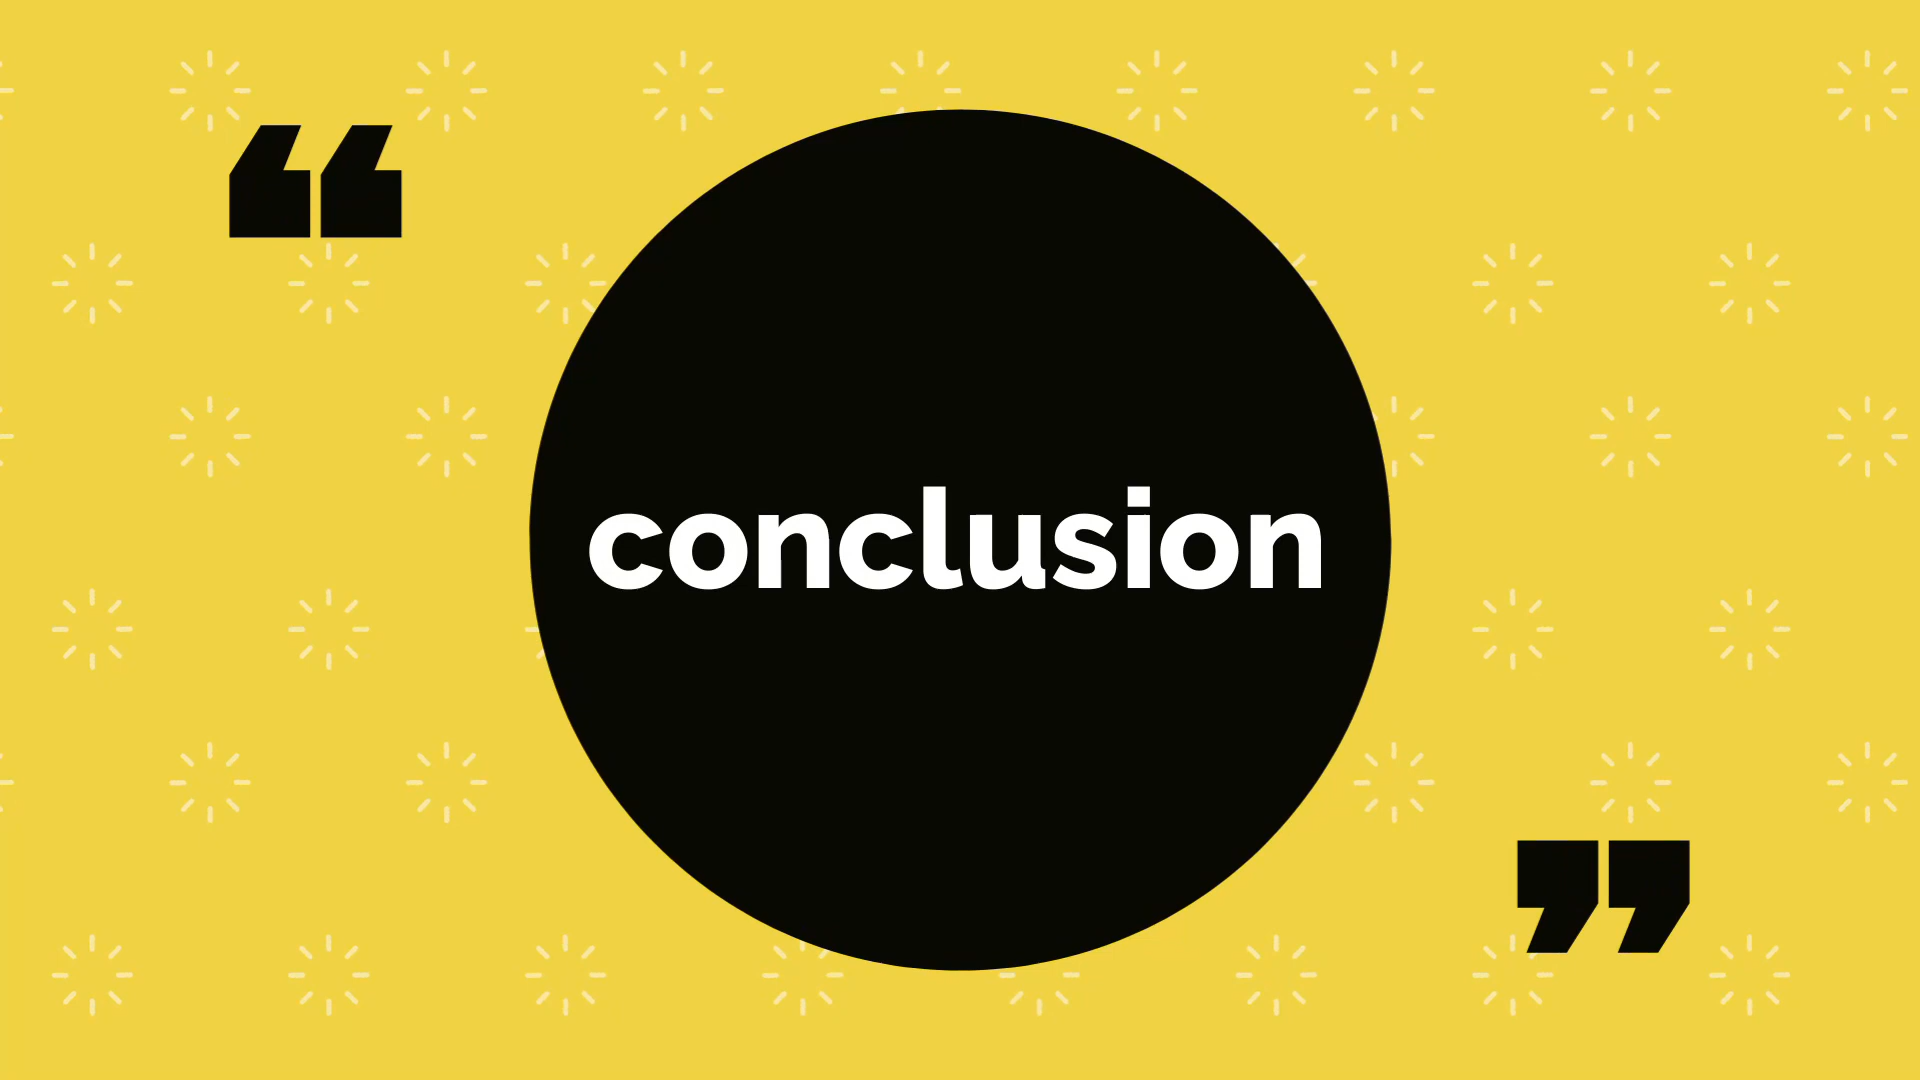 “
conclusion
”